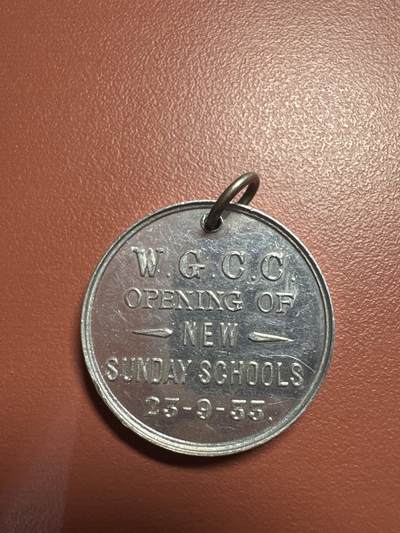 W.G.C.C.
OPENING OF
NEW
SUNDAY SCHOOLS
23-9-33.